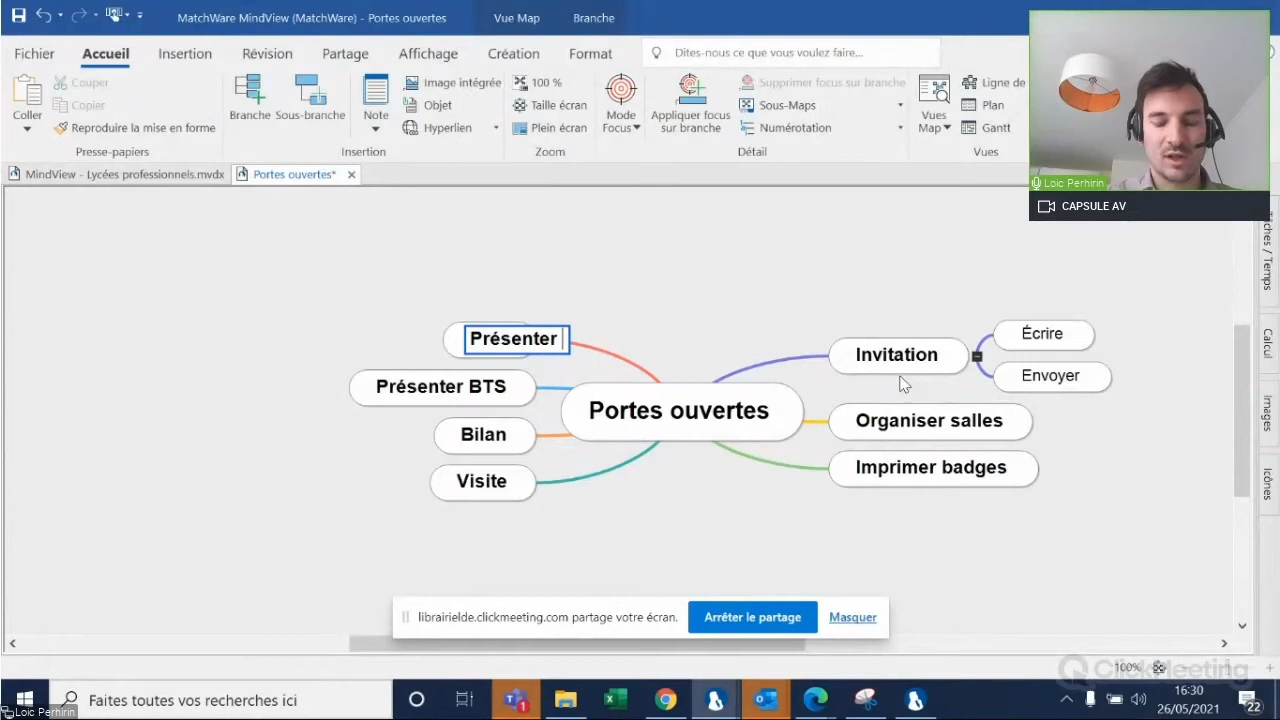 MatchWare MindView (MatchWare) - Portes ouvertes
Vue Map
Branche
Fichier
Accueil
Insertion
Révision
Partage
Affichage
Création
Format
Dites-nous ce que vous voulez faire...
Coller
Couper
Copier
Reproduire la mise en forme
Presse-papiers
Branche
Sous-branche
Note
Image intégrée
Objet
Hyperlien
Insertion
100 %
Taille écran
Plein écran
Zoom
Mode
Focus
Appliquer focus
sur branche
Supprimer focus sur branche
Sous-Maps
Numérotation
Détail
Vues
Map
Ligne de
Plan
Gantt
Vues
Loic Perhirin
CAPSULE AV
MindView - Lycées professionnels.mvdx
Portes ouvertes*
Temps
Calcul
Images
Icônes
Présenter
Présenter BTS
Bilan
Visite
Portes ouvertes
Invitation
Écrire
Envoyer
Organiser salles
Imprimer badges
librairielde.clickmeeting.com partage votre écran.
Arrêter le partage
Masquer
100%
ClickMeeting
Faites toutes vos recherches ici
1
16:30
26/05/2021
22
Loic Perhirin